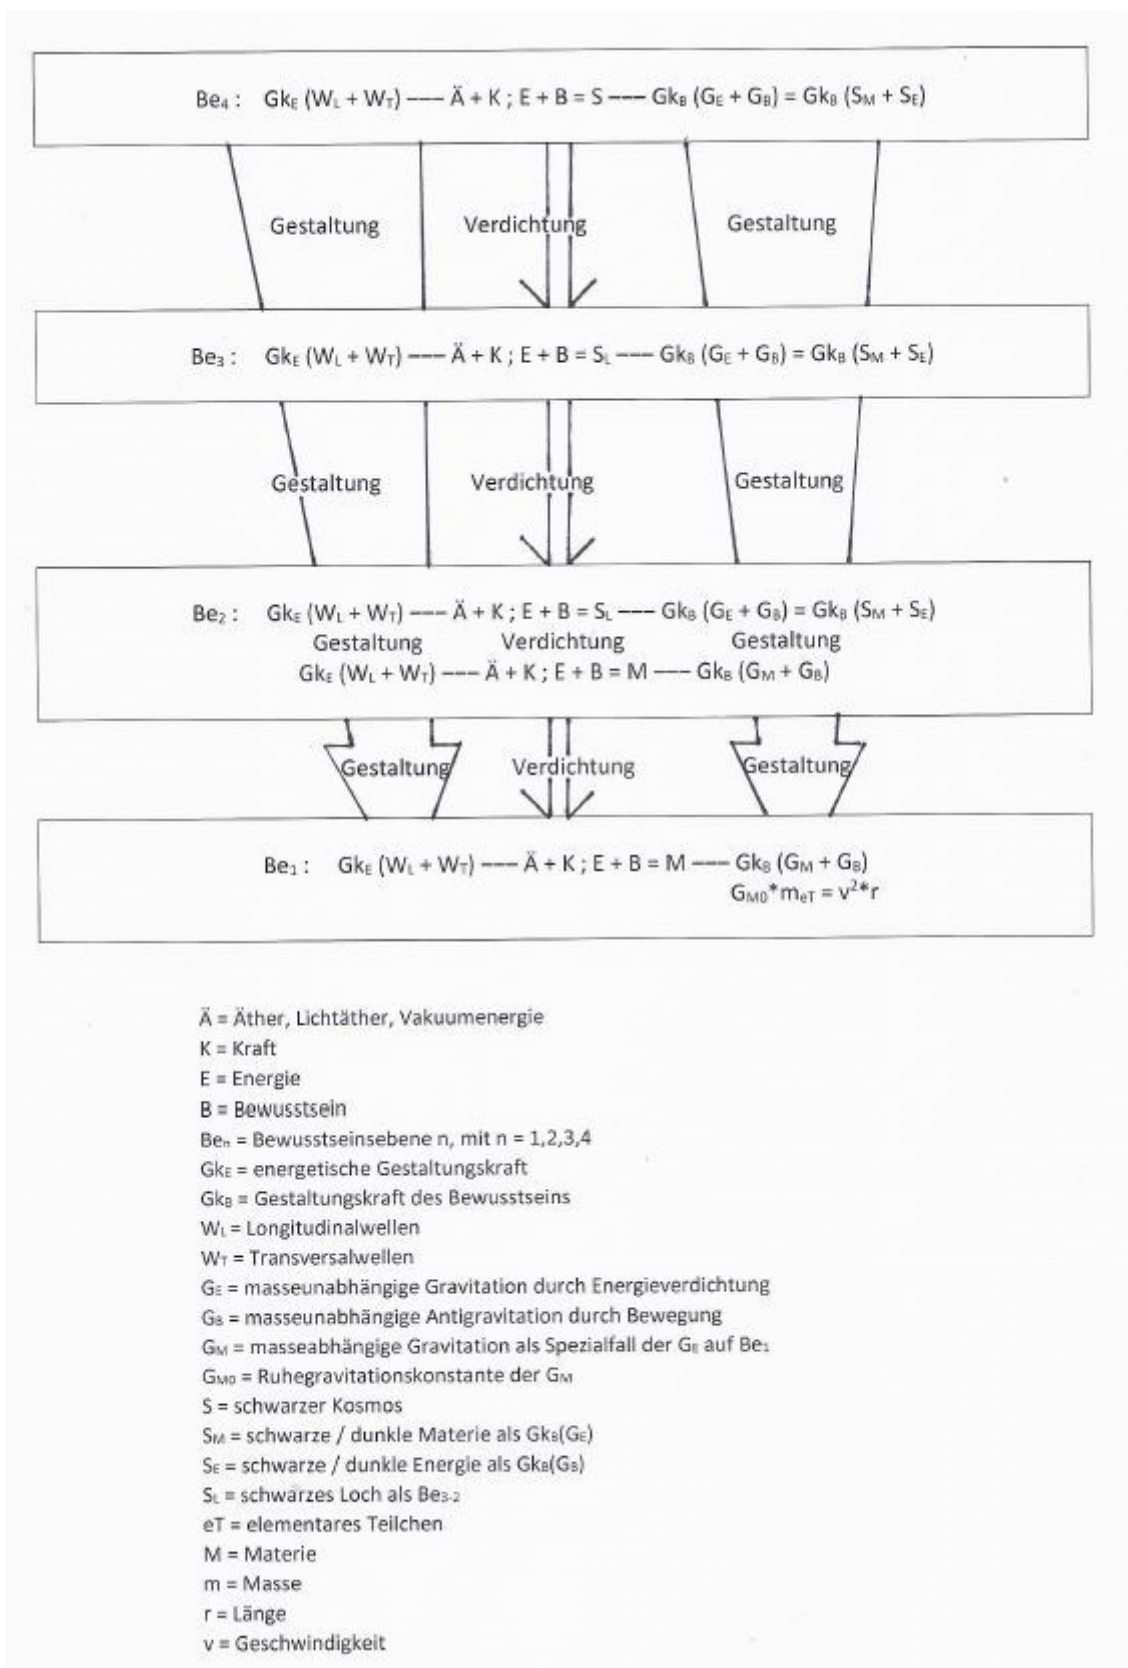 Be₄ : Gk_E (W_L + W_T) --- Ä + K ; E + B = S --- Gk_B (G_E + G_B) = Gk_B (S_M + S_E)
Gestaltung Verdichtung Gestaltung
Be₃ : Gk_E (W_L + W_T) --- Ä + K ; E + B = S_L --- Gk_B (G_E + G_B) = Gk_B (S_M + S_E)
Gestaltung Verdichtung Gestaltung
Be₂ : Gk_E (W_L + W_T) --- Ä + K ; E + B = S_L --- Gk_B (G_E + G_B) = Gk_B (S_M + S_E)
Gestaltung Verdichtung Gestaltung
Gk_E (W_L + W_T) --- Ä + K ; E + B = M --- Gk_B (G_M + G_B)
Gestaltung Verdichtung Gestaltung
Be₁ : Gk_E (W_L + W_T) --- Ä + K ; E + B = M --- Gk_B (G_M + G_B)
G_M0*m_eT = v²*r
Ä = Äther, Lichtäther, Vakuumenergie
K = Kraft
E = Energie
B = Bewusstsein
Be_n = Bewusstseinsebene n, mit n = 1,2,3,4
Gk_E = energetische Gestaltungskraft
Gk_B = Gestaltungskraft des Bewusstseins
W_L = Longitudinalwellen
W_T = Transversalwellen
G_E = masseunabhängige Gravitation durch Energieverdichtung
G_B = masseunabhängige Antigravitation durch Bewegung
G_M = masseabhängige Gravitation als Spezialfall der G_E auf Be₁
G_M0 = Ruhegravitationskonstante der G_M
S = schwarzer Kosmos
S_M = schwarze / dunkle Materie als Gk_B(G_E)
S_E = schwarze / dunkle Energie als Gk_B(G_B)
S_L = schwarzes Loch als Be₃₋₂
eT = elementares Teilchen
M = Materie
m = Masse
r = Länge
v = Geschwindigkeit